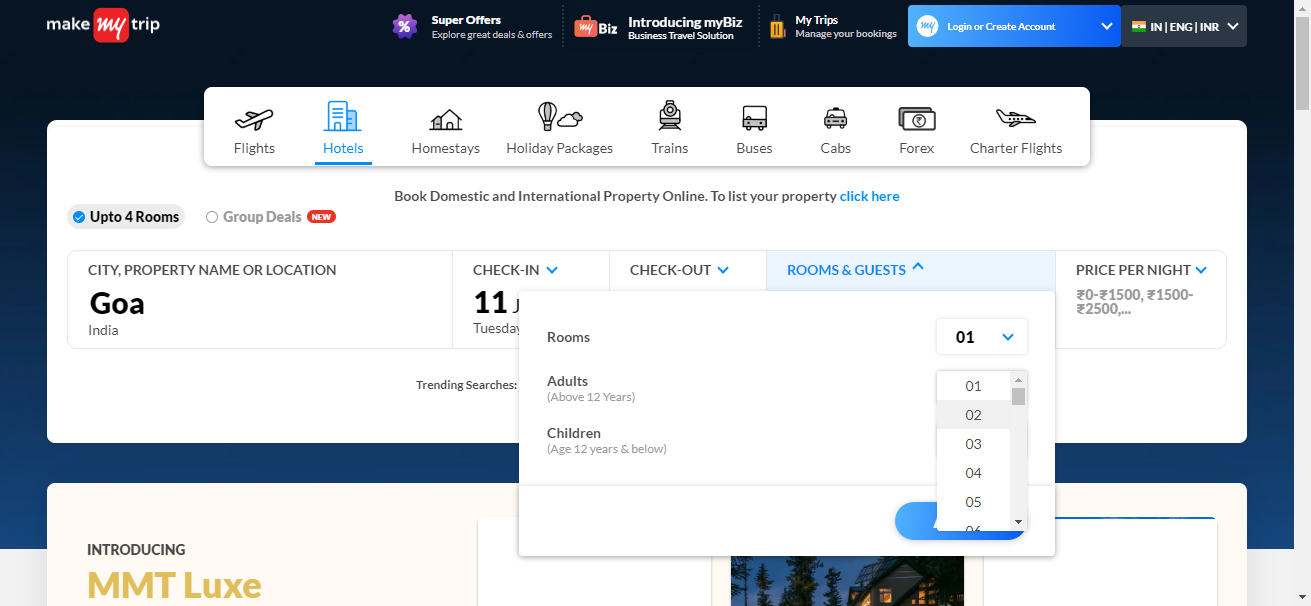 make my trip
Super Offers
Explore great deals & offers
my Biz
Introducing myBiz
Business Travel Solution
My Trips
Manage your bookings
my
Login or Create Account
IN | ENG | INR
Flights
Hotels
Homestays
Holiday Packages
Trains
Buses
Cabs
Forex
Charter Flights
Book Domestic and International Property Online. To list your property click here
Upto 4 Rooms
Group Deals NEW
CITY, PROPERTY NAME OR LOCATION
Goa
India
CHECK-IN
11 J
Tuesday
CHECK-OUT
ROOMS & GUESTS
PRICE PER NIGHT
₹0-₹1500, ₹1500-
₹2500,...
Trending Searches:
Rooms
01
Adults
(Above 12 Years)
Children
(Age 12 years & below)
01
02
03
04
05
06
INTRODUCING
MMT Luxe